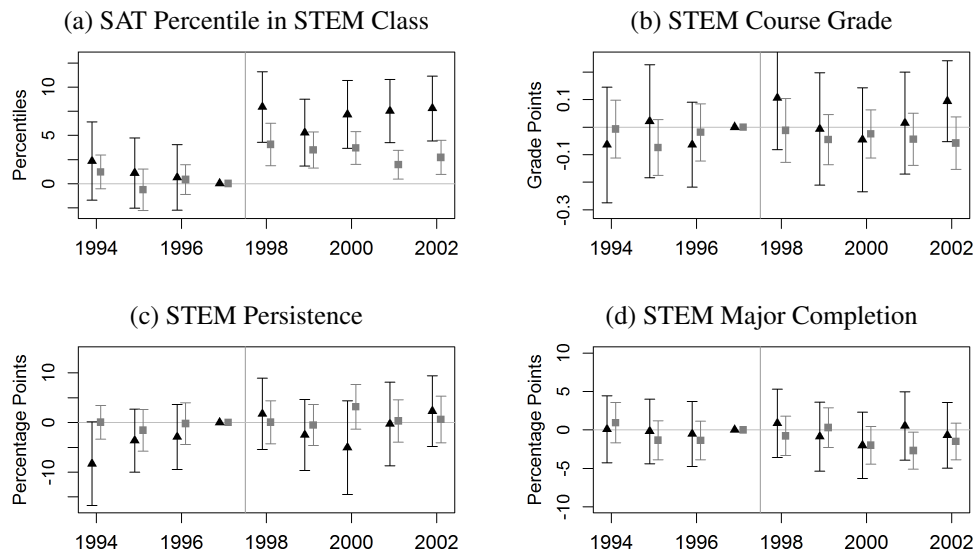 (a) SAT Percentile in STEM Class
Percentiles
10
5
0
1994 1996 1998 2000 2002
(b) STEM Course Grade
Grade Points
0.1
-0.1
-0.3
1994 1996 1998 2000 2002
(c) STEM Persistence
Percentage Points
10
0
-10
1994 1996 1998 2000 2002
(d) STEM Major Completion
Percentage Points
10
5
0
-5
-10
1994 1996 1998 2000 2002